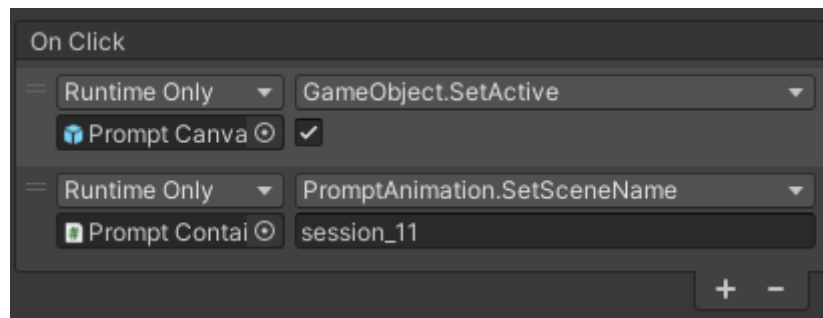 On Click
Runtime Only GameObject.SetActive
Prompt Canva
Runtime Only PromptAnimation.SetSceneName
Prompt Contai session_11